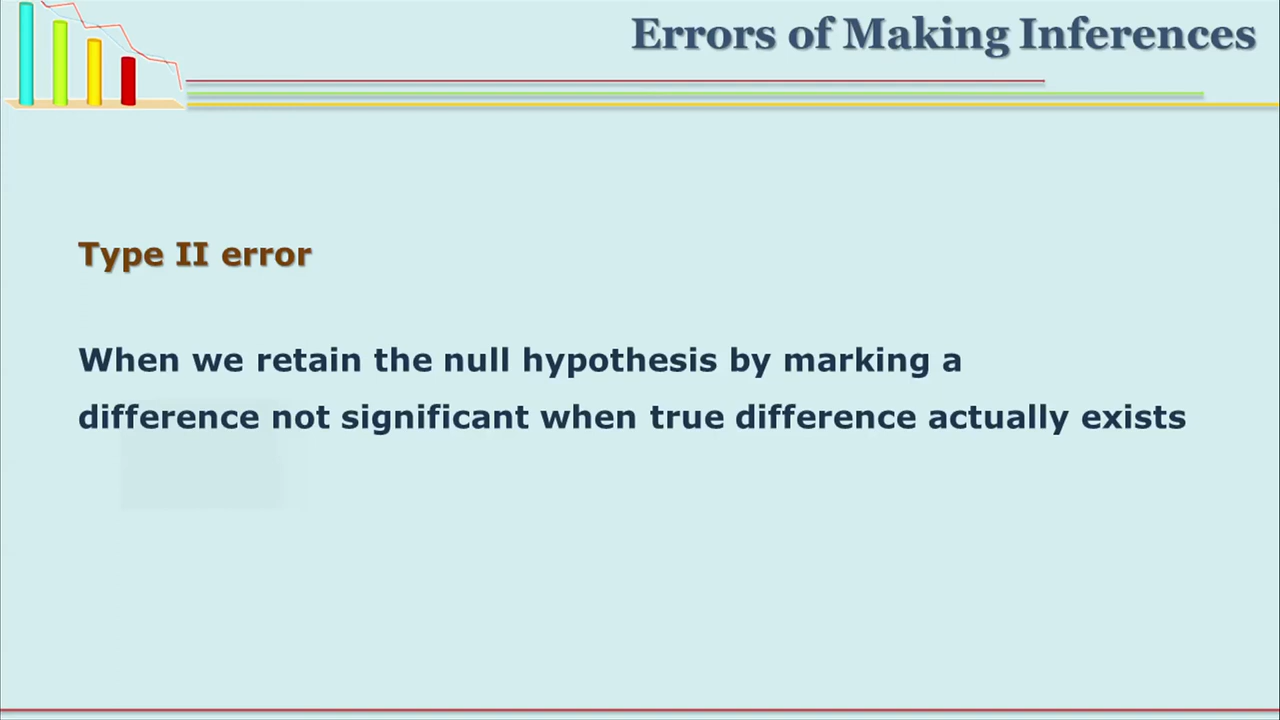 Errors of Making Inferences
Type II error
When we retain the null hypothesis by marking a
difference not significant when true difference actually exists